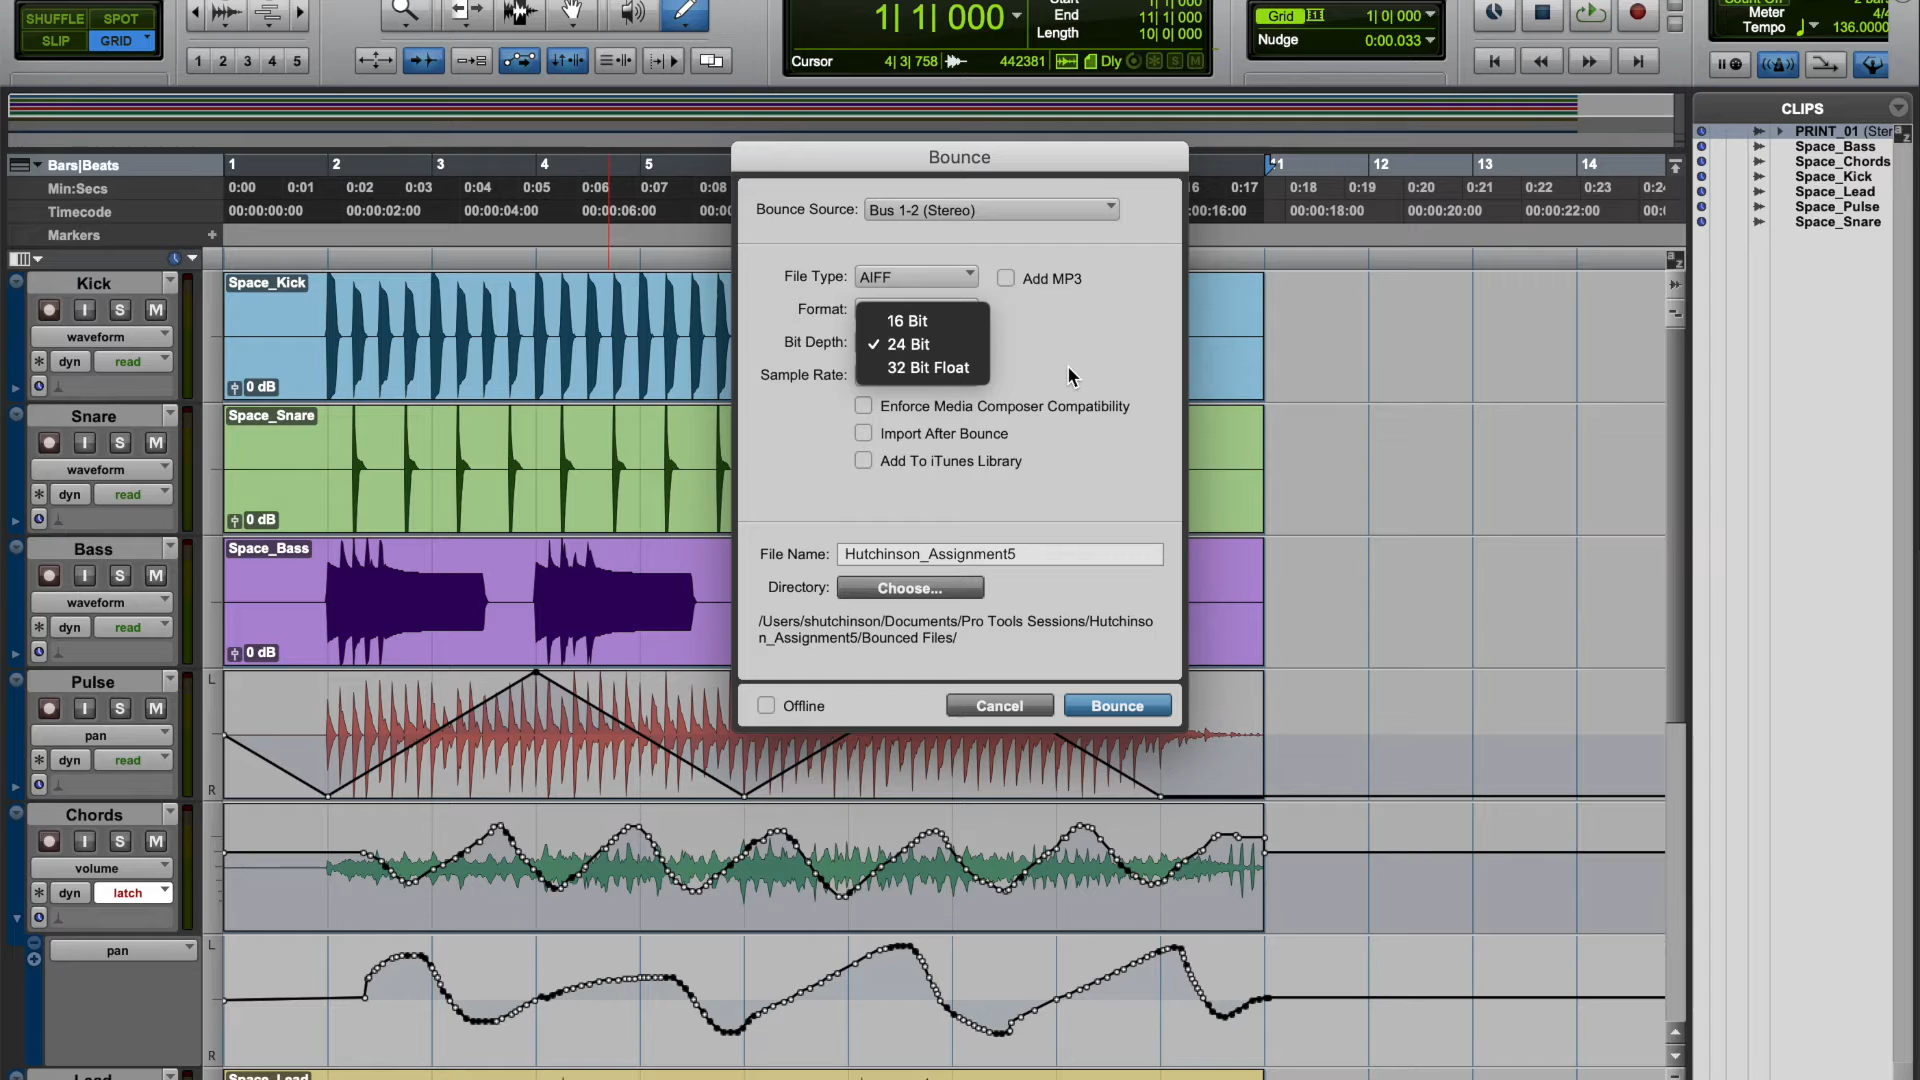 SHUFFLE SPOT
SLIP GRID
1 2 3 4 5
1| 1| 000
Start 1| 1| 000
End 11| 1| 000
Length 10| 0| 000
Cursor 4| 3| 758 442381 Dly S M
Grid 1| 0| 000
Nudge 0:00.033
Meter 4/4
Tempo 136.0000
Bars|Beats 1 2 3 4 5 11 12 13 14
Min:Secs 0:00 0:01 0:02 0:03 0:04 0:05 0:06 0:07 0:08 0:17 0:18 0:19 0:20 0:21 0:22 0:23
Timecode 00:00:00:00 00:00:02:00 00:00:04:00 00:00:06:00 :00:16:00 00:00:18:00 00:00:20:00 00:00:22:00
Markers
CLIPS
PRINT_01 (Ster
Space_Bass
Space_Chords
Space_Kick
Space_Lead
Space_Pulse
Space_Snare
Kick
I S M
waveform
dyn read
Space_Kick
0 dB
Snare
I S M
waveform
dyn read
Space_Snare
0 dB
Bass
I S M
waveform
dyn read
Space_Bass
0 dB
Pulse
I S M
pan
dyn read
L
R
Chords
I S M
volume
dyn latch
pan
L
R
Lead
Space_Lead
Bounce
Bounce Source: Bus 1-2 (Stereo)
File Type: AIFF Add MP3
Format:
Bit Depth:
Sample Rate:
16 Bit
✓ 24 Bit
32 Bit Float
Enforce Media Composer Compatibility
Import After Bounce
Add To iTunes Library
File Name: Hutchinson_Assignment5
Directory: Choose...
/Users/shutchinson/Documents/Pro Tools Sessions/Hutchinso
n_Assignment5/Bounced Files/
Offline Cancel Bounce